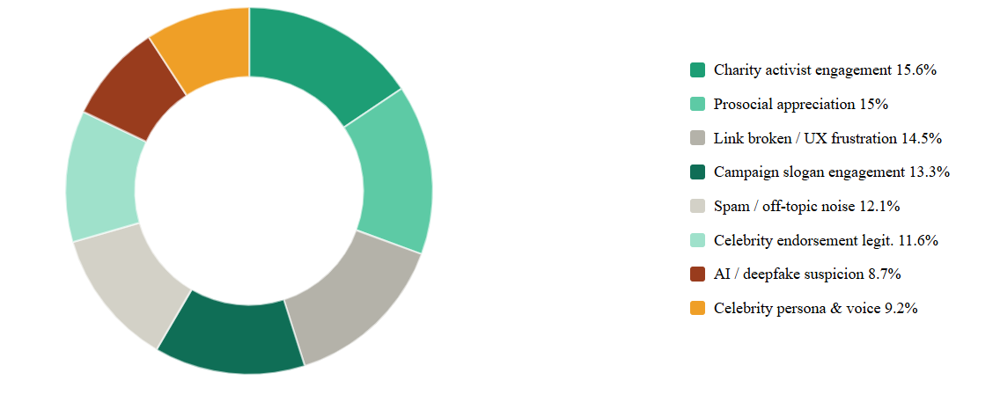 Charity activist engagement 15.6%
Prosocial appreciation 15%
Link broken / UX frustration 14.5%
Campaign slogan engagement 13.3%
Spam / off-topic noise 12.1%
Celebrity endorsement legit. 11.6%
AI / deepfake suspicion 8.7%
Celebrity persona & voice 9.2%